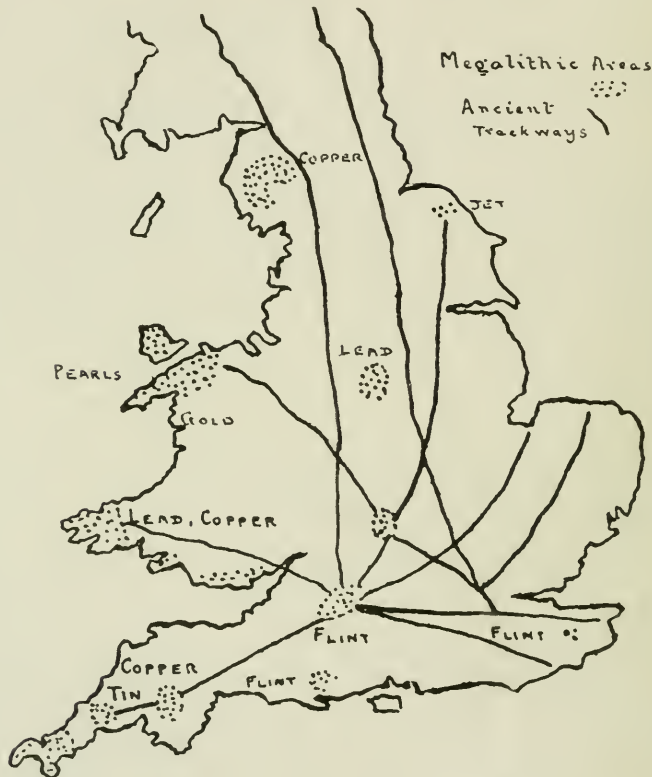 Megalithic Areas
Ancient
Trackways
COPPER
JET
LEAD
PEARLS
GOLD
LEAD, COPPER
FLINT
FLINT
COPPER
TIN
FLINT